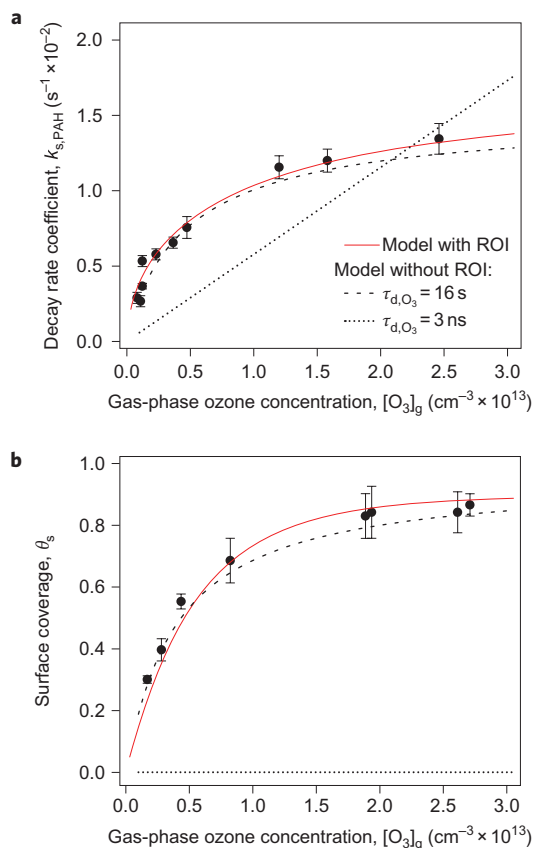 a
Decay rate coefficient, k_s,PAH (s⁻¹ ×10⁻²)
2.0
1.5
1.0
0.5
0.0
Model with ROI
Model without ROI:
τ_d,O₃ = 16 s
τ_d,O₃ = 3 ns
0.0 0.5 1.0 1.5 2.0 2.5 3.0
Gas-phase ozone concentration, [O₃]g (cm⁻³ × 10¹³)
b
Surface coverage, θ_s
1.0
0.8
0.6
0.4
0.2
0.0
0.0 0.5 1.0 1.5 2.0 2.5 3.0
Gas-phase ozone concentration, [O₃]g (cm⁻³ × 10¹³)